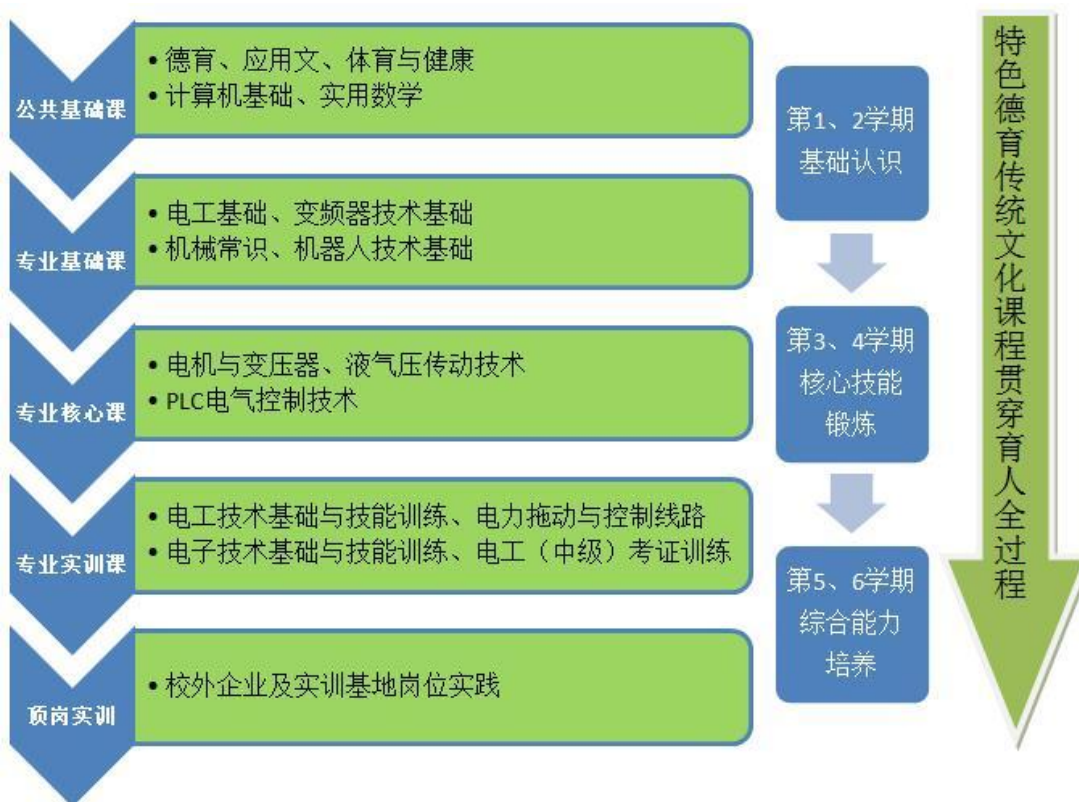 公共基础课
• 德育、应用文、体育与健康
• 计算机基础、实用数学
专业基础课
• 电工基础、变频器技术基础
• 机械常识、机器人技术基础
专业核心课
• 电机与变压器、液气压传动技术
• PLC电气控制技术
专业实训课
• 电工技术基础与技能训练、电力拖动与控制线路
• 电子技术基础与技能训练、电工（中级）考证训练
顶岗实训
• 校外企业及实训基地岗位实践
第1、2学期
基础认识
第3、4学期
核心技能
锻炼
第5、6学期
综合能力
培养
特色德育传统文化课程贯穿育人全过程